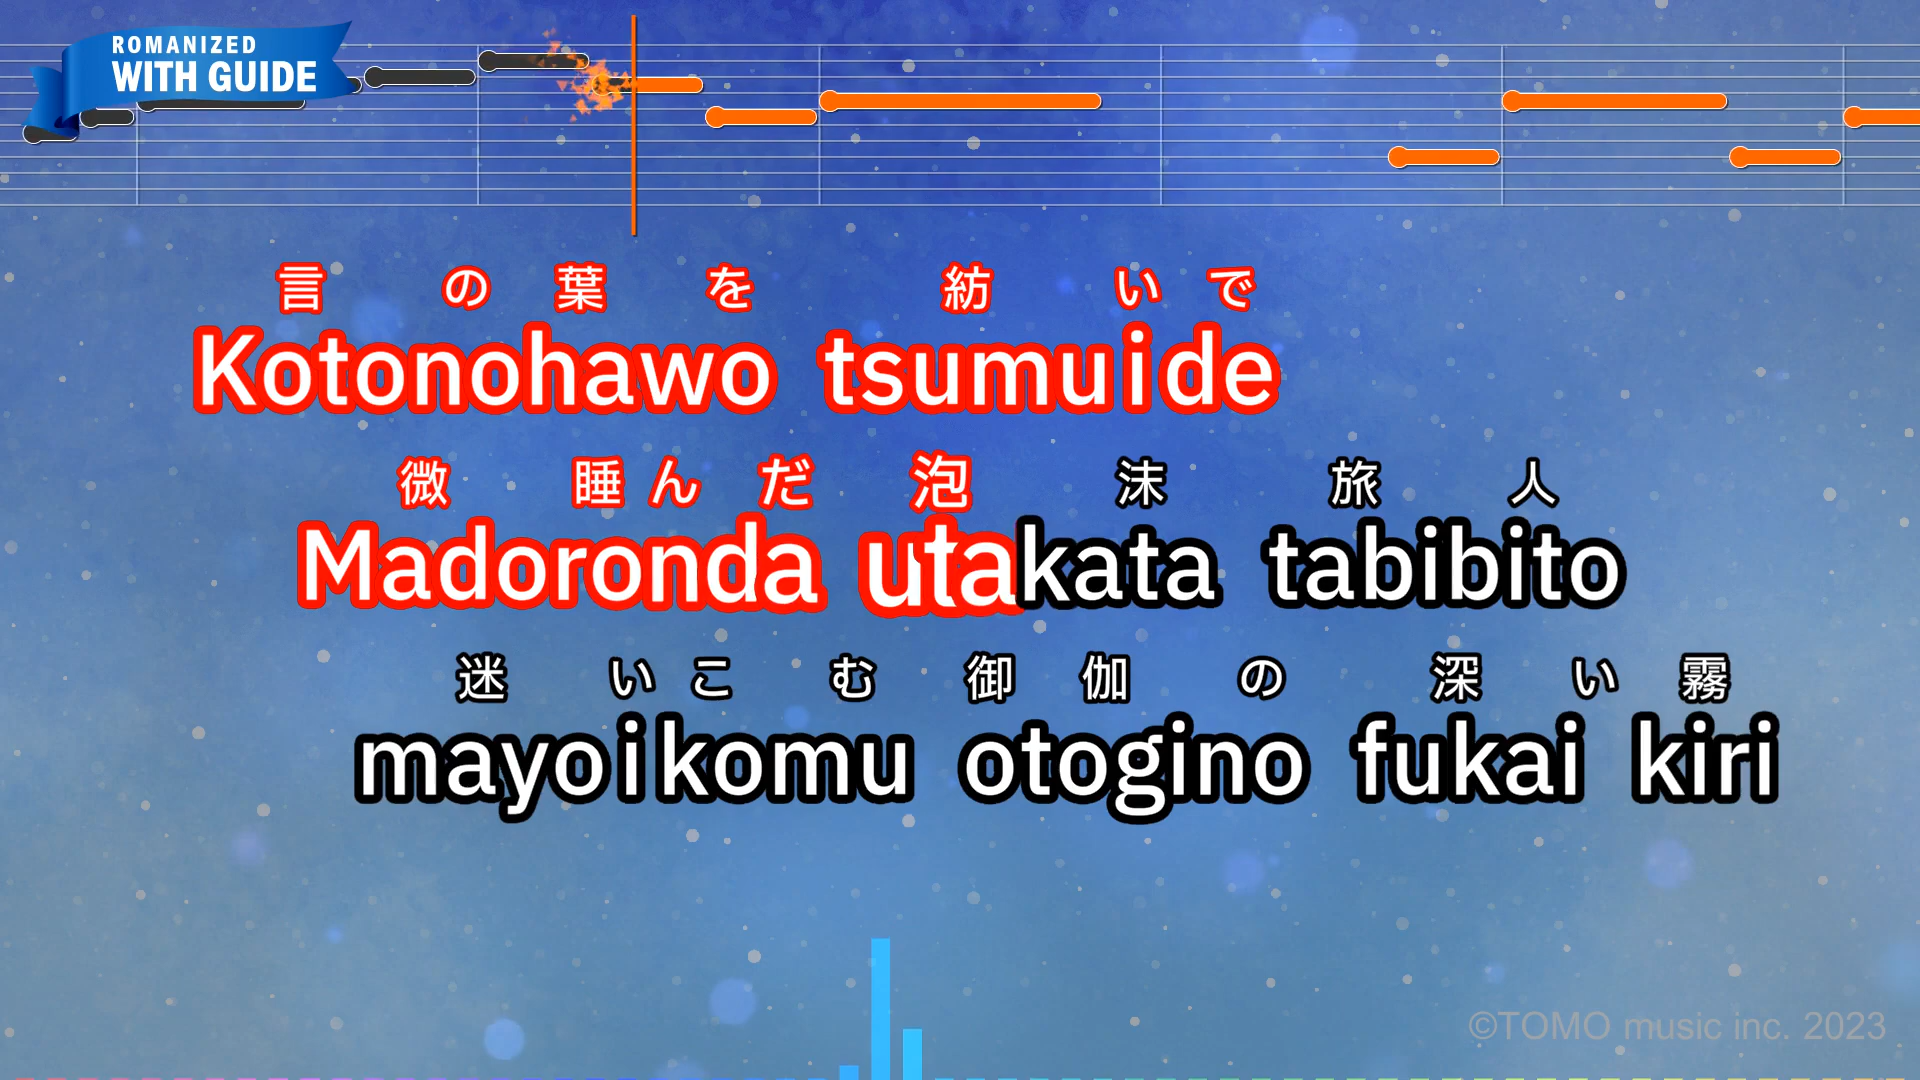 ROMANIZED
WITH GUIDE
言の葉を紡いで
Kotonohawo tsumuide
微睡んだ泡沫旅人
Madoronda utakata tabibito
迷いこむ御伽の深い霧
mayoikomu otogino fukai kiri
©TOMO music inc. 2023